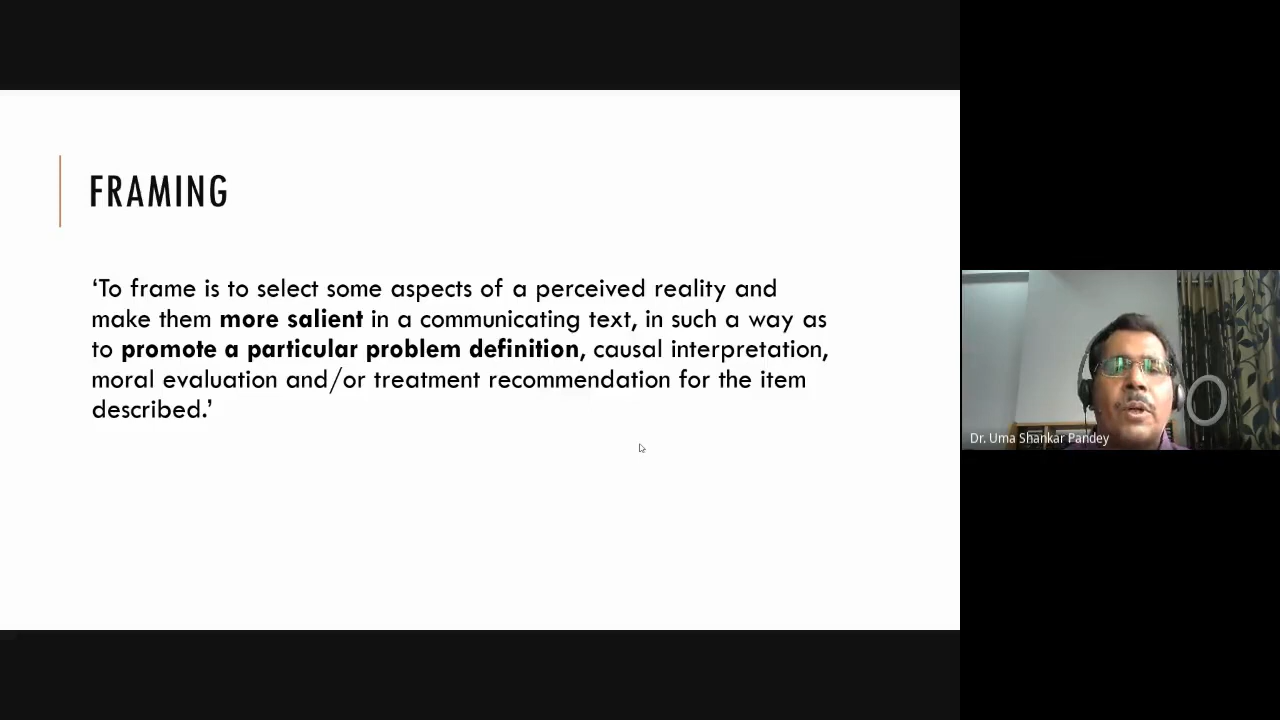 FRAMING
‘To frame is to select some aspects of a perceived reality and
make them more salient in a communicating text, in such a way as
to promote a particular problem definition, causal interpretation,
moral evaluation and/or treatment recommendation for the item
described.’
Dr. Uma Shankar Pandey